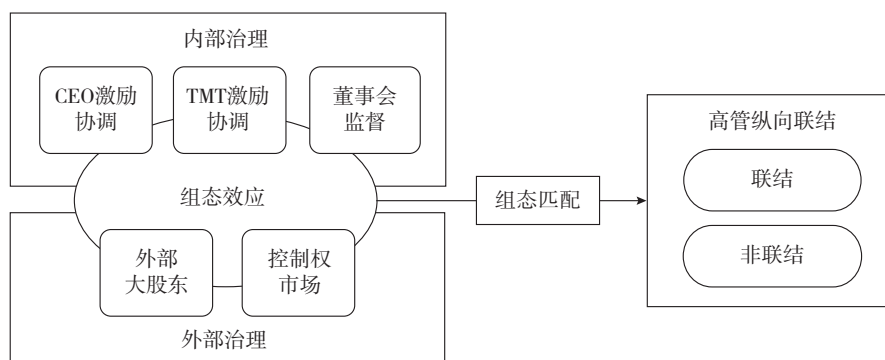 内部治理
CEO激励
协调
TMT激励
协调
董事会
监督
组态效应
外部
大股东
控制权
市场
外部治理
组态匹配
高管纵向联结
联结
非联结